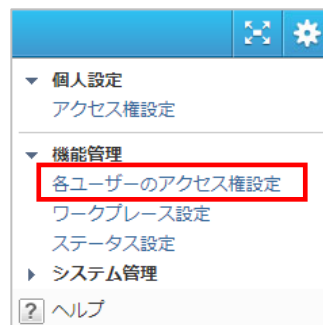 個人設定
アクセス権設定
機能管理
各ユーザーのアクセス権設定
ワークプレース設定
ステータス設定
システム管理
? ヘルプ